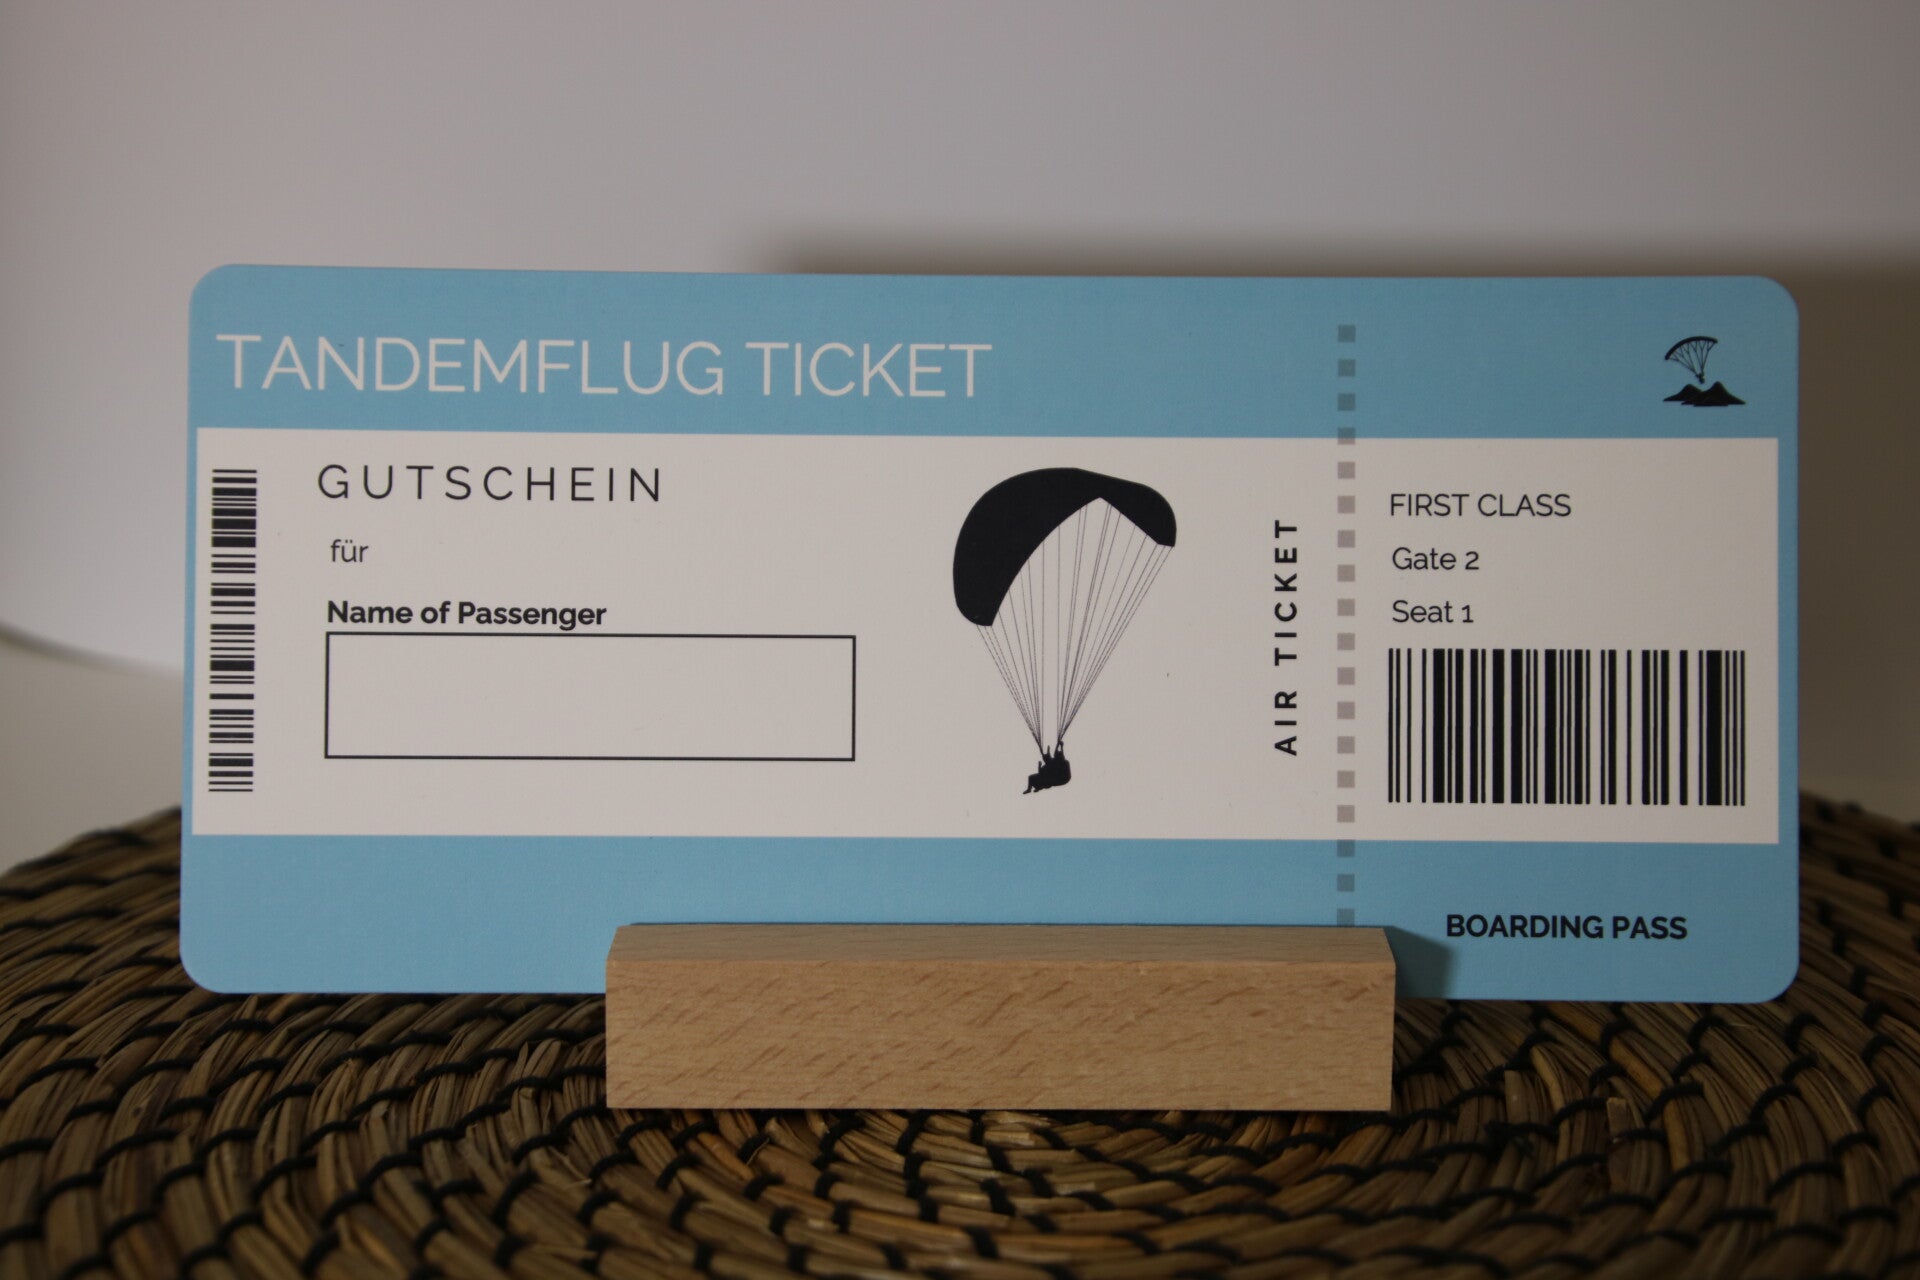 TANDEMFLUG TICKET
GUTSCHEIN
für
Name of Passenger
AIR TICKET
FIRST CLASS
Gate 2
Seat 1
BOARDING PASS